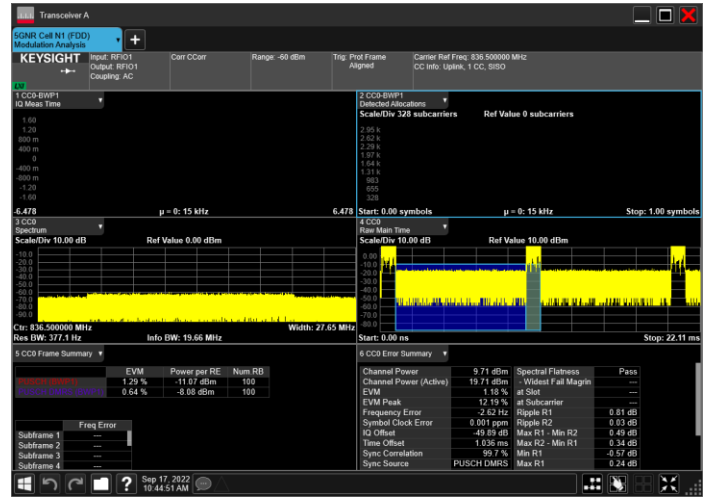 Transceiver A
5GNR Cell N1 (FDD)
Modulation Analysis
KEYSIGHT
Input: RFIO1
Output: RFIO1
Coupling: AC
Corr CCorr
Range: -60 dBm
Trig: Prot Frame
Aligned
Carrier Ref Freq: 836.500000 MHz
CC Info: Uplink, 1 CC, SISO
1 CC0-BWP1
IQ Meas Time
1.60
1.20
800 m
400 m
0
-400 m
-800 m
-1.20
-1.60
-6.478 μ = 0: 15 kHz 6.478
2 CC0-BWP1
Detected Allocations
Scale/Div 328 subcarriers Ref Value 0 subcarriers
2.95 k
2.62 k
2.29 k
1.97 k
1.64 k
1.31 k
983
655
328
Start: 0.00 symbols μ = 0: 15 kHz Stop: 1.00 symbols
3 CC0
Spectrum
Scale/Div 10.00 dB Ref Value 0.00 dBm
-10.0
-20.0
-30.0
-40.0
-50.0
-60.0
-70.0
-80.0
-90.0
Ctr: 836.500000 MHz Width: 27.65 MHz
Res BW: 377.1 Hz Info BW: 19.66 MHz
4 CC0
Raw Main Time
Scale/Div 10.00 dB Ref Value 10.00 dBm
0.00
-10.0
-20.0
-30.0
-40.0
-50.0
-60.0
-70.0
-80.0
Start: 0.00 ns Stop: 22.11 ms
5 CC0 Frame Summary
EVM Power per RE Num RB
1.29 % -11.07 dBm 100
0.64 % -8.08 dBm 100
Freq Error
Subframe 1 ---
Subframe 2 ---
Subframe 3 ---
Subframe 4 ---
6 CC0 Error Summary
Channel Power 9.71 dBm Spectral Flatness Pass
Channel Power (Active) 19.71 dBm - Widest Fail Magrin ---
EVM 1.18 % at Slot ---
EVM Peak 12.19 % at Subarrier ---
Frequency Error -2.62 Hz Ripple R1 0.81 dB
Symbol Clock Error 0.001 ppm Ripple R2 0.03 dB
IQ Offset -49.89 dB Max R1 - Min R2 0.49 dB
Time Offset 1.036 ms Max R2 - Min R1 0.34 dB
Sync Correlation 99.7 % Min R1 -0.57 dB
Sync Source PUSCH DMRS Max R1 0.24 dB
Sep 17, 2022
10:44:51 AM